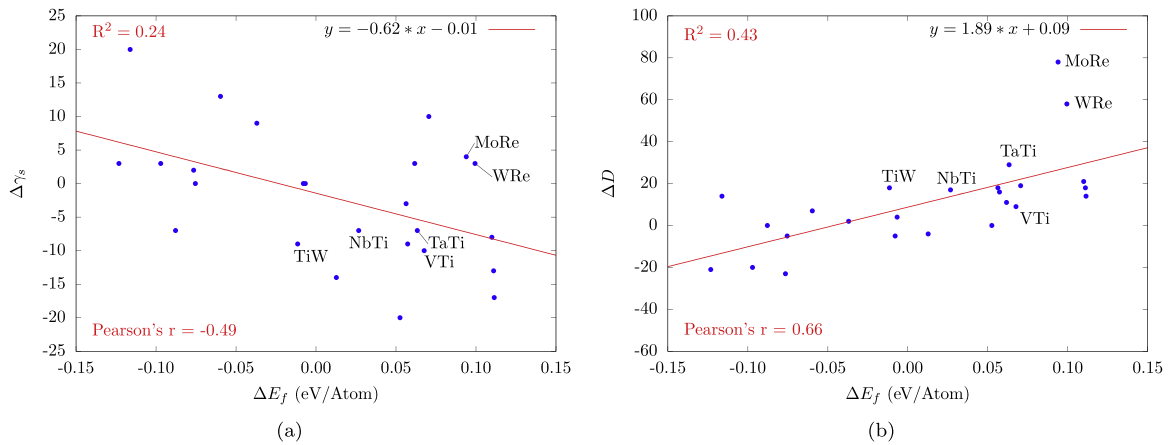 R² = 0.24
y = −0.62 ∗ x − 0.01
25
20
15
10
5
0
-5
-10
-15
-20
-25
Δγₛ
MoRe
WRe
TiW
NbTi
TaTi
VTi
Pearson's r = -0.49
-0.15 -0.10 -0.05 0.00 0.05 0.10 0.15
ΔE_f (eV/Atom)
(a)
R² = 0.43
y = 1.89 ∗ x + 0.09
100
80
60
40
20
0
-20
-40
-60
ΔD
MoRe
WRe
TaTi
TiW
NbTi
VTi
Pearson's r = 0.66
-0.15 -0.10 -0.05 0.00 0.05 0.10 0.15
ΔE_f (eV/Atom)
(b)